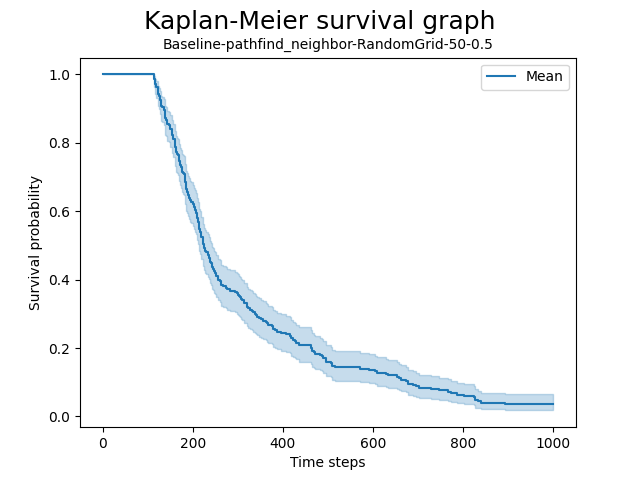 Kaplan-Meier survival graph
Baseline-pathfind_neighbor-RandomGrid-50-0.5
Mean
1.0
0.8
0.6
0.4
0.2
0.0
Survival probability
0
200
400
600
800
1000
Time steps